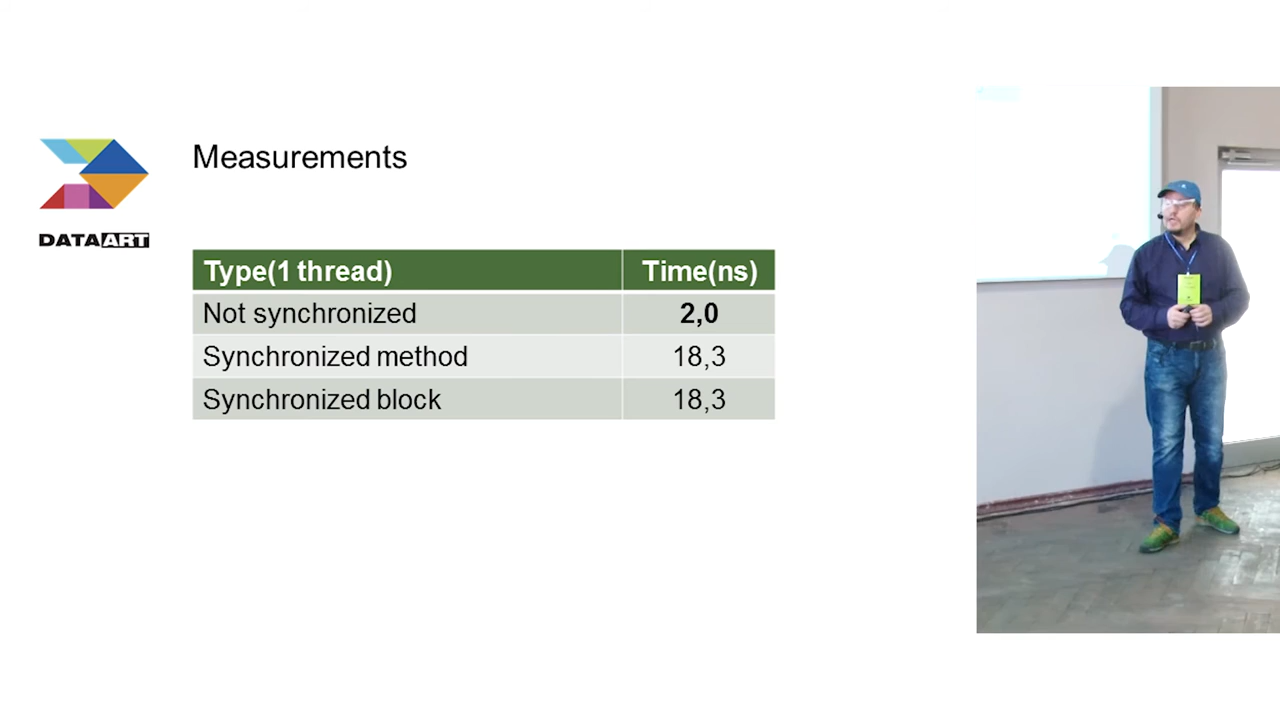 Measurements
DATAART
Type(1 thread) Time(ns)
Not synchronized 2,0
Synchronized method 18,3
Synchronized block 18,3